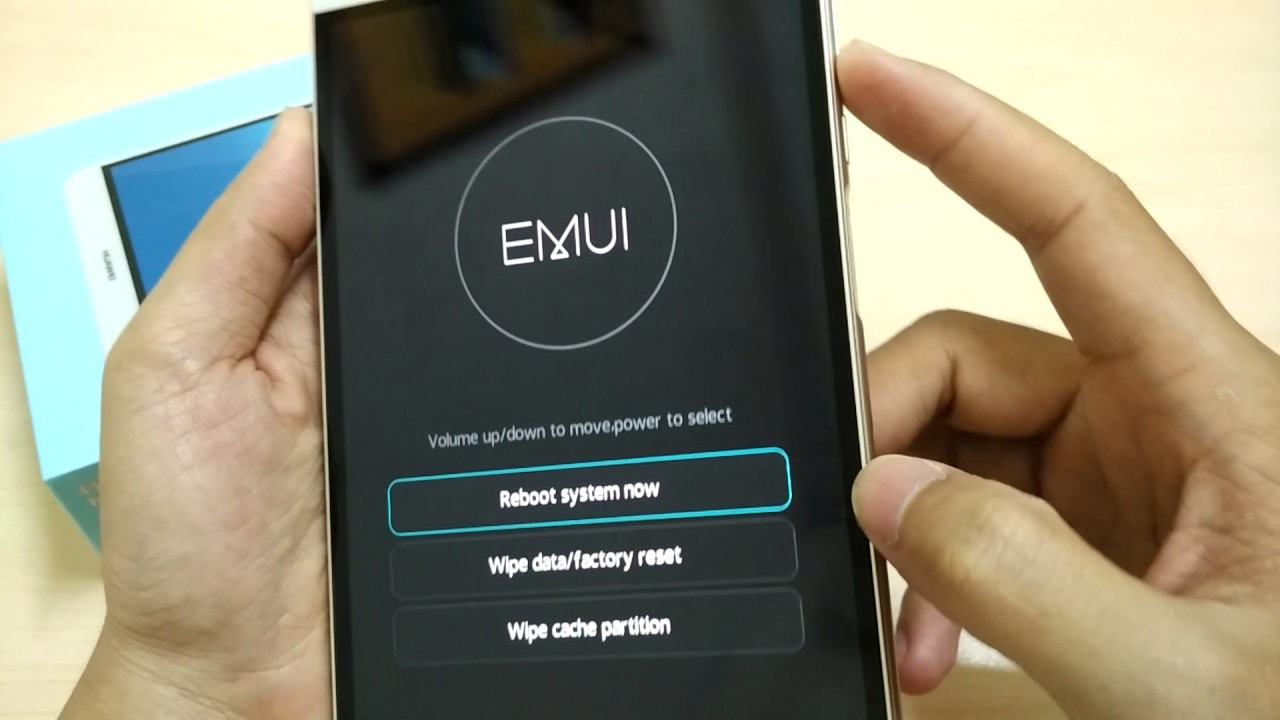 EMUI
Volume up/down to move,power to select
Reboot system now
Wipe data/factory reset
Wipe cache partition
HUAWEI